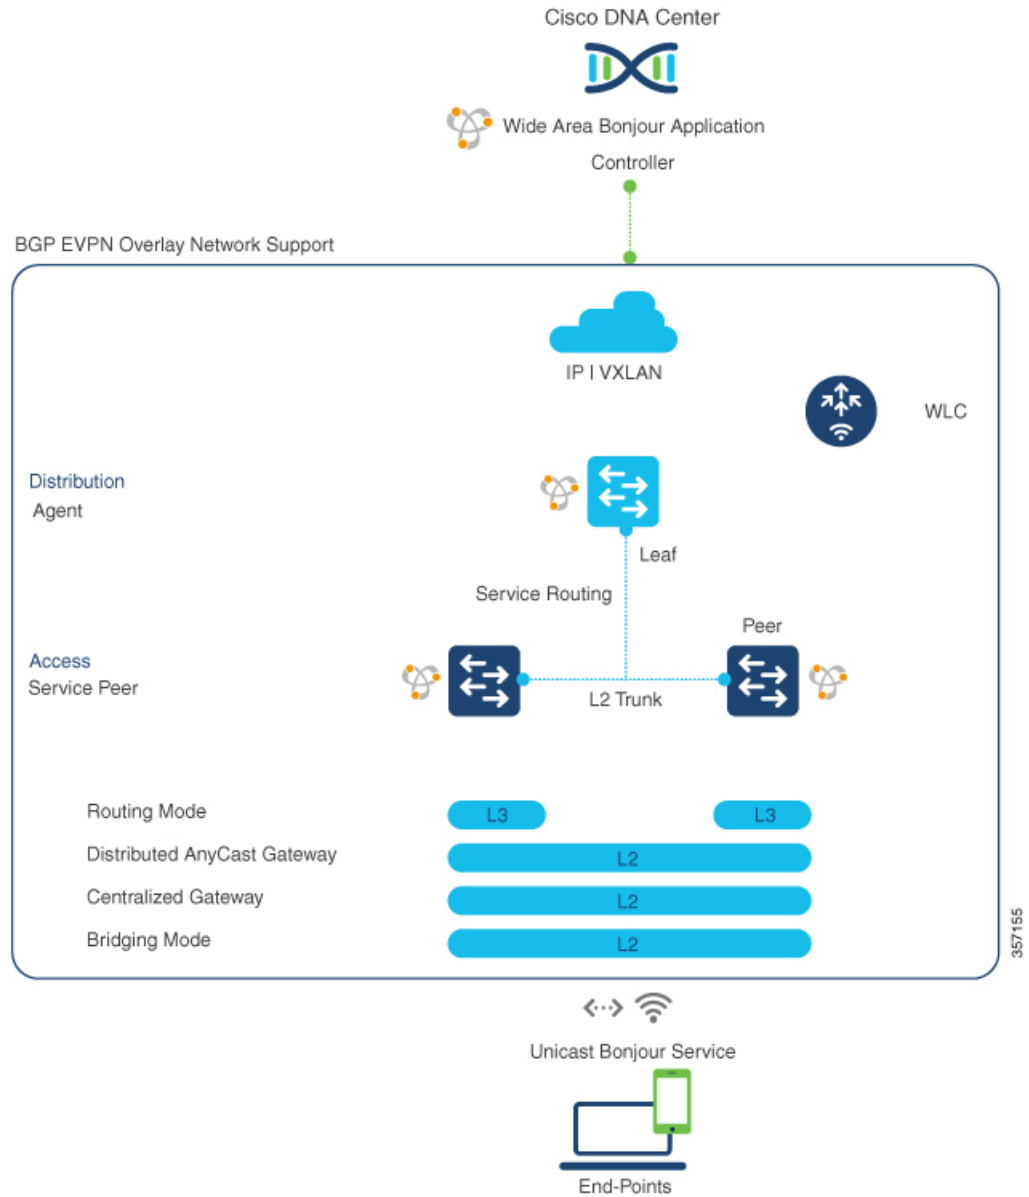 Cisco DNA Center
Wide Area Bonjour Application
Controller
BGP EVPN Overlay Network Support
IP | VXLAN
WLC
Distribution
Agent
Leaf
Service Routing
Peer
Access
Service Peer
L2 Trunk
Routing Mode
L3
L3
Distributed AnyCast Gateway
L2
Centralized Gateway
L2
Bridging Mode
L2
357155
Unicast Bonjour Service
End-Points